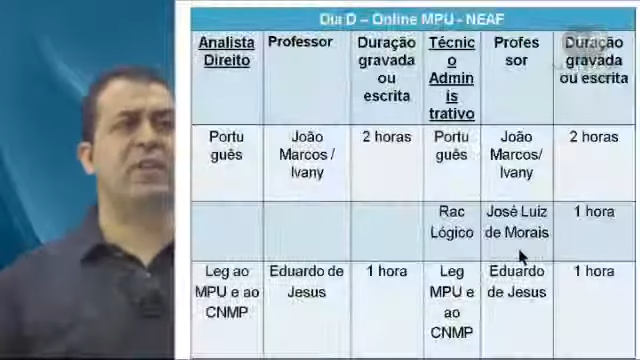 Dia D – Online MPU - NEAF
Analista
Direito
Professor
Duração
gravada
ou
escrita
Técnic
o
Admin
is
trativo
Profes
sor
Duração
gravada
ou escrita
Portu
guês
João
Marcos /
Ivany
2 horas
Portu
guês
João
Marcos/
Ivany
2 horas
Rac
Lógico
José Luiz
de Morais
1 hora
Leg ao
MPU e ao
CNMP
Eduardo de
Jesus
1 hora
Leg
MPU e
ao
CNMP
Eduardo
de Jesus
1 hora